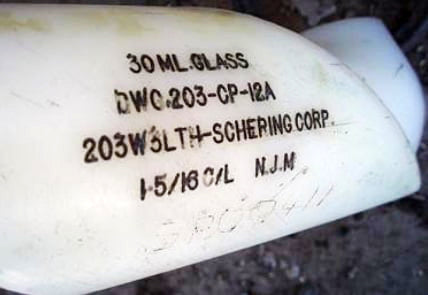 30 ML. GLASS
DWG.203-CP-12A
203W3LTH-SCHERING CORP.
1-5/16 C/L N.J.M